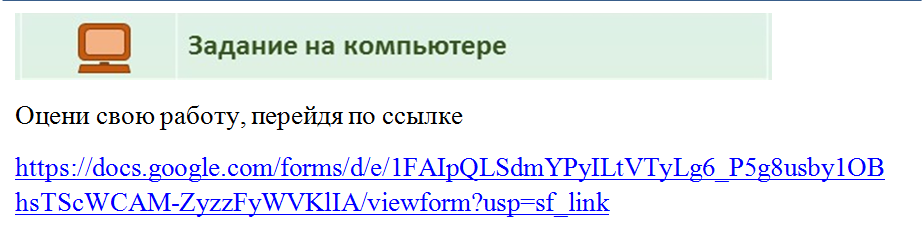 Задание на компьютере
Оцени свою работу, перейдя по ссылке
https://docs.google.com/forms/d/e/1FAIpQLSdmYPyILtVTyLg6_P5g8usby1OB
hsTScWCAM-ZyzzFyWVKlIA/viewform?usp=sf_link